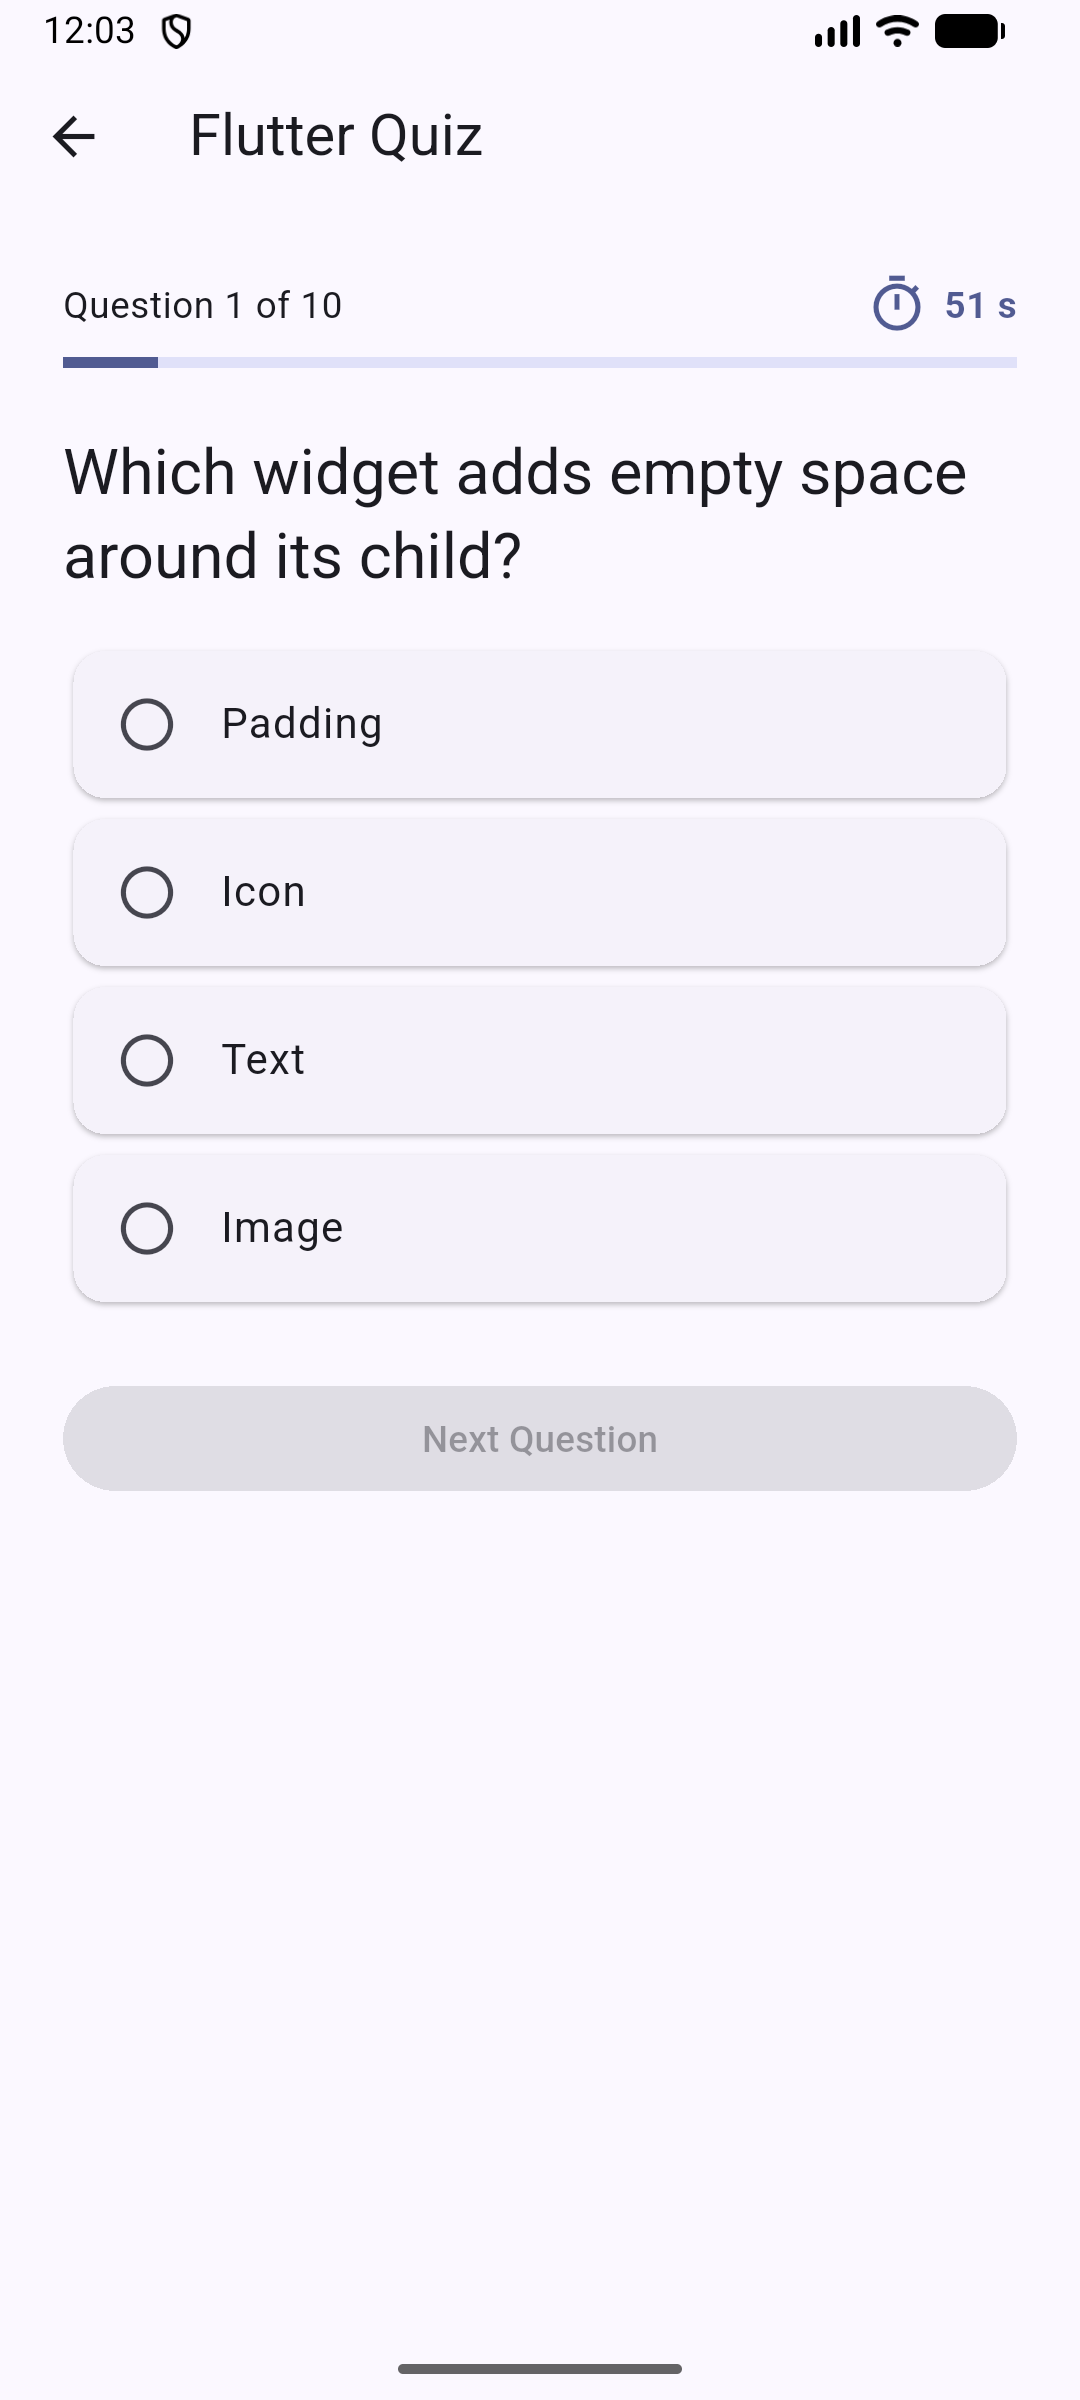 12:03
Flutter Quiz
Question 1 of 10
51 s
Which widget adds empty space
around its child?
Padding
Icon
Text
Image
Next Question